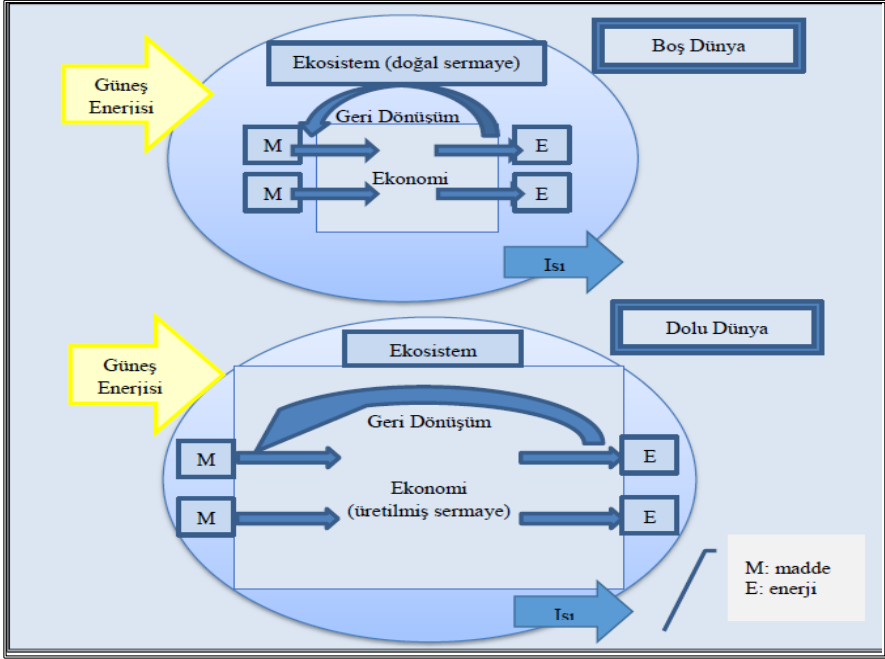 Boş Dünya
Ekosistem (doğal sermaye)
Güneş
Enerjisi
Geri Dönüşüm
M
E
Ekonomi
M
E
Isı
Dolu Dünya
Ekosistem
Güneş
Enerjisi
Geri Dönüşüm
M
E
Ekonomi
(üretilmiş sermaye)
M
E
M: madde
E: enerji
Isı